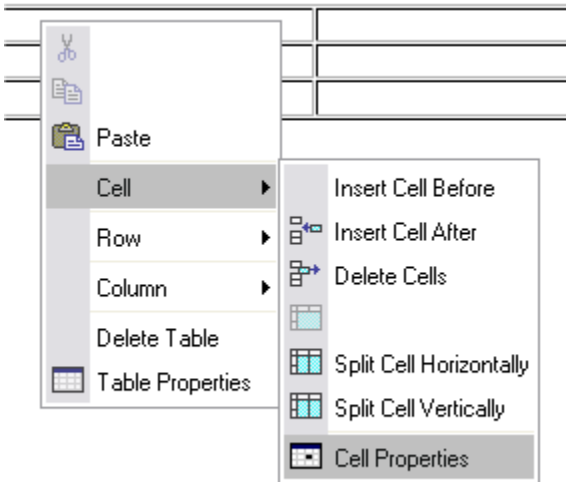 Paste
Cell
Row
Column
Delete Table
Table Properties
Insert Cell Before
Insert Cell After
Delete Cells
Split Cell Horizontally
Split Cell Vertically
Cell Properties